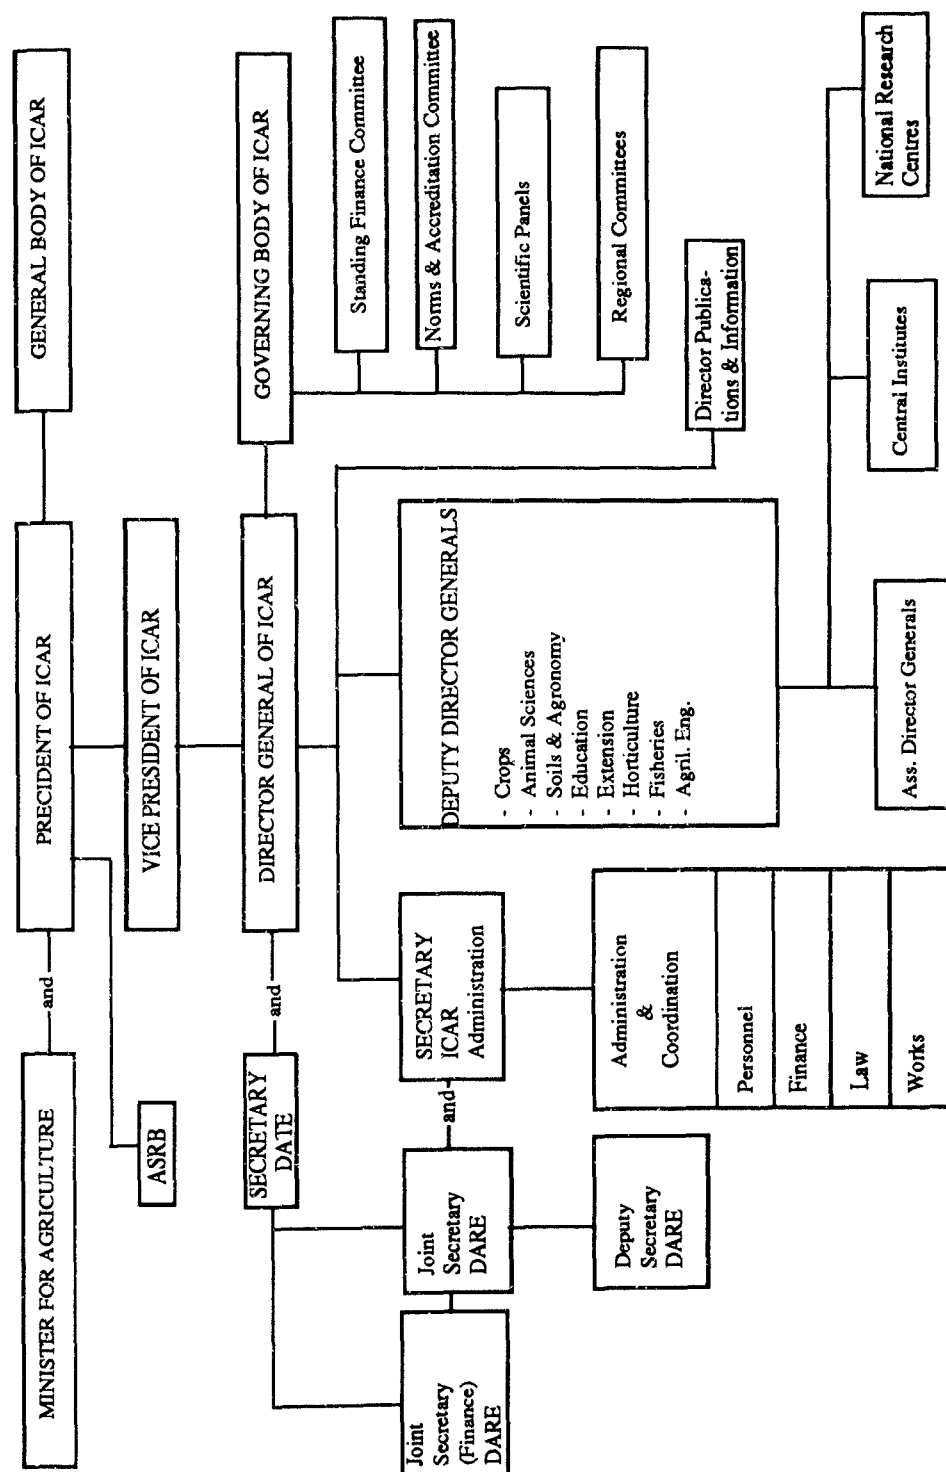 MINISTER FOR AGRICULTURE
and
PRECIDENT OF ICAR
GENERAL BODY OF ICAR
ASRB
VICE PRESIDENT OF ICAR
SECRETARY
DATE
and
DIRECTOR GENERAL OF ICAR
GOVERNING BODY OF ICAR
Standing Finance Committee
Norms & Accreditation Committee
Scientific Panels
Regional Committees
Joint
Secretary
(Finance)
DARE
Joint
Secretary
DARE
and
SECRETARY
ICAR
Administration
DEPUTY DIRECTOR GENERALS
- Crops
- Animal Sciences
- Soils & Agronomy
- Education
- Extension
- Horticulture
- Fisheries
- Agril. Eng.
Director Publica-
tions & Information
Deputy
Secretary
DARE
Administration
&
Coordination
Personnel
Finance
Law
Works
Ass. Director Generals
Central Institutes
National Research
Centres